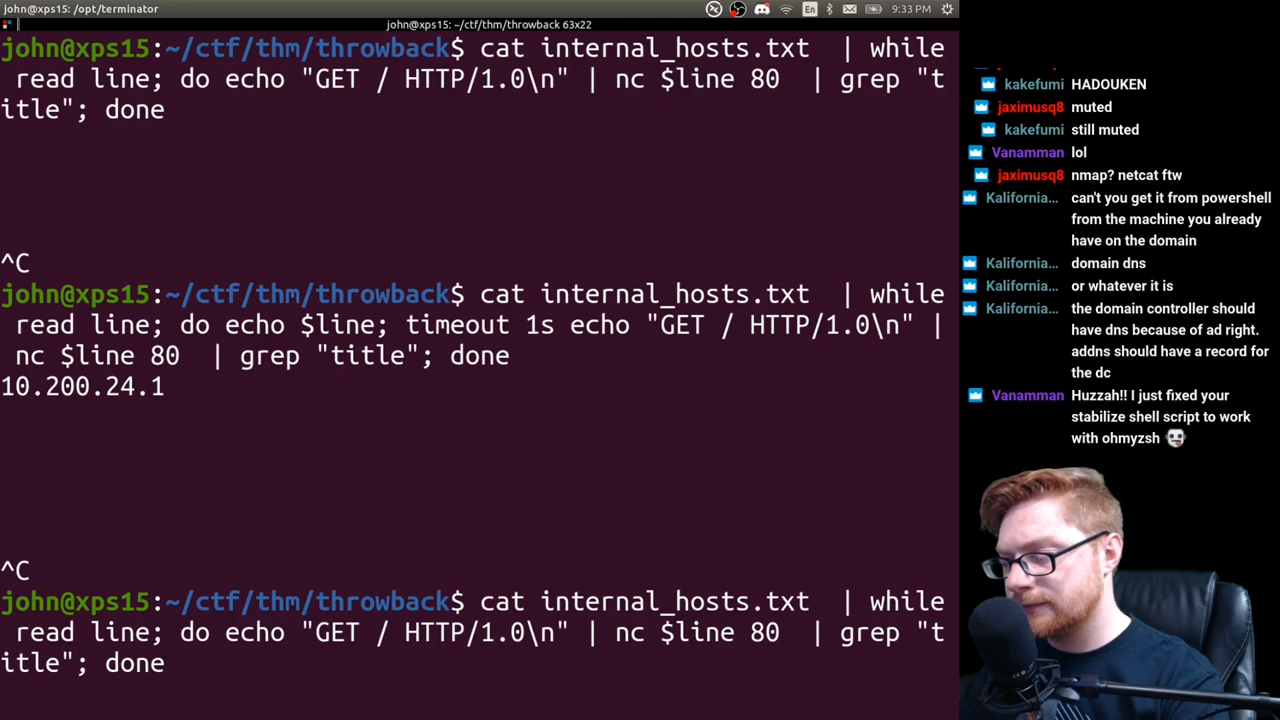 john@xps15: /opt/terminator
En
9:33 PM
john@xps15: ~/ctf/thm/throwback 63x22
john@xps15:~/ctf/thm/throwback$ cat internal_hosts.txt  | while
 read line; do echo "GET / HTTP/1.0\n" | nc $line 80  | grep "t
itle"; done
^C
john@xps15:~/ctf/thm/throwback$ cat internal_hosts.txt  | while
 read line; do echo $line; timeout 1s echo "GET / HTTP/1.0\n" |
 nc $line 80  | grep "title"; done
10.200.24.1
^C
john@xps15:~/ctf/thm/throwback$ cat internal_hosts.txt  | while
 read line; do echo "GET / HTTP/1.0\n" | nc $line 80  | grep "t
itle"; done
kakefumi HADOUKEN
jaximusq8 muted
kakefumi still muted
Vanamman lol
jaximusq8 nmap? netcat ftw
Kalifornia... can't you get it from powershell
from the machine you already
have on the domain
Kalifornia... domain dns
Kalifornia... or whatever it is
Kalifornia... the domain controller should
have dns because of ad right.
addns should have a record for
the dc
Vanamman Huzzah!! I just fixed your
stabilize shell script to work
with ohmyzsh